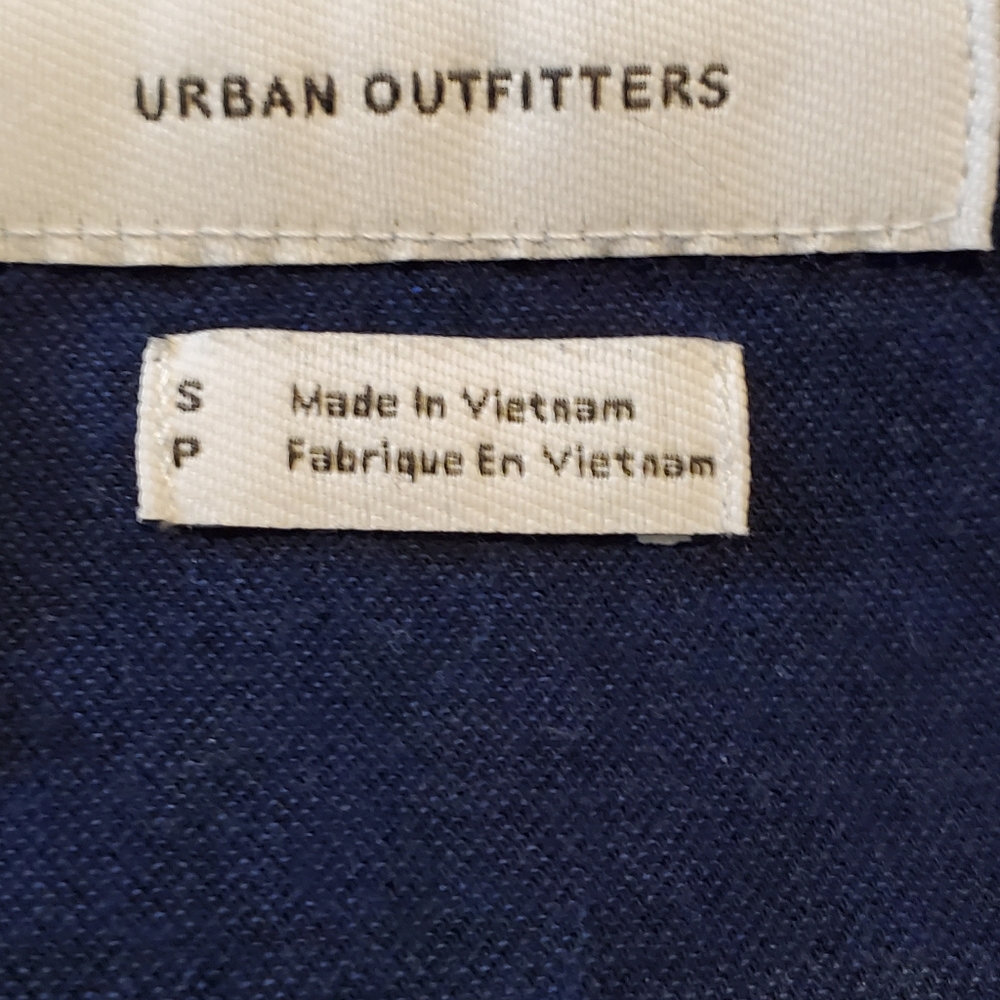 URBAN OUTFITTERS
S Made In Vietnam
P Fabrique En Vietnam